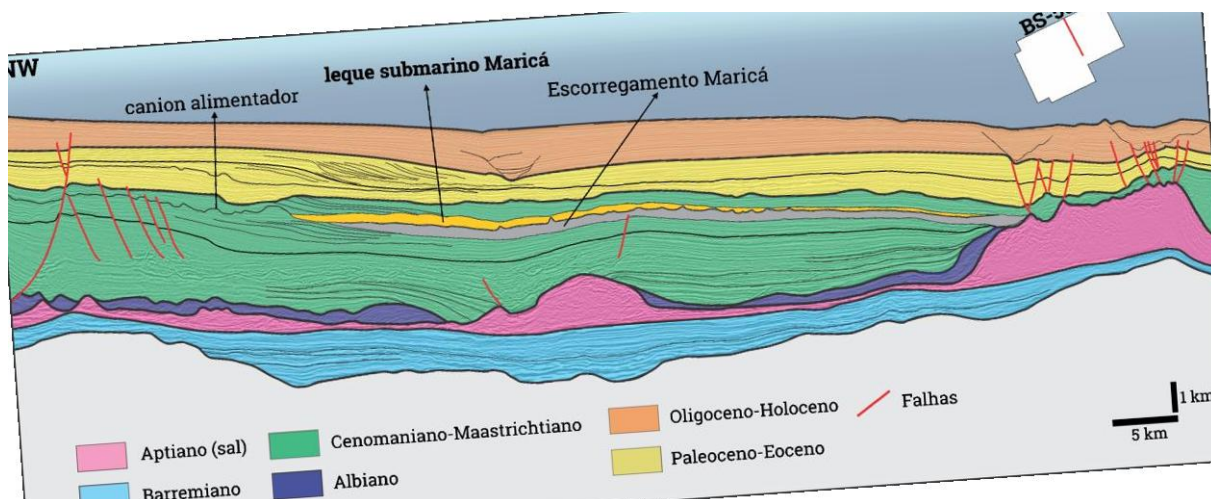 NW
leque submarino Maricá
canion alimentador
Escorregamento Maricá
Aptiano (sal)
Barremiano
Cenomaniano-Maastrichtiano
Albiano
Oligoceno-Holoceno
Paleoceno-Eoceno
Falhas
1 km
5 km